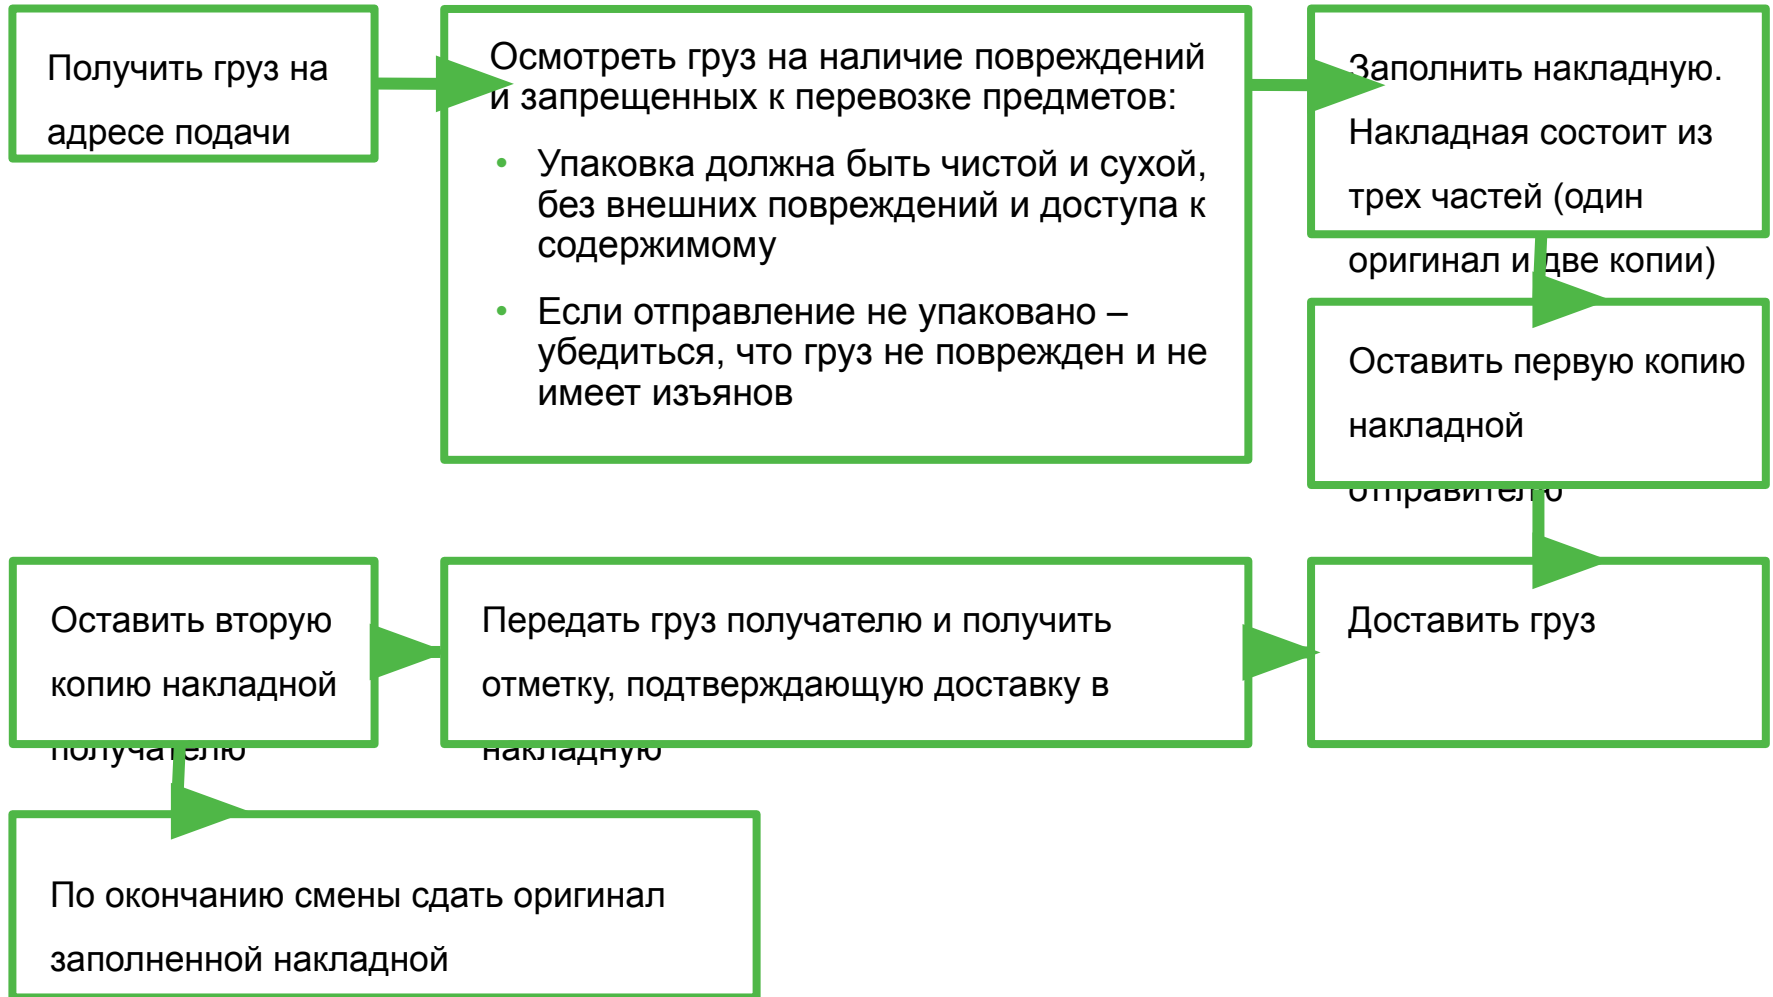 Получить груз на
адресе подачи
Осмотреть груз на наличие повреждений
и запрещенных к перевозке предметов:
• Упаковка должна быть чистой и сухой,
без внешних повреждений и доступа к
содержимому
• Если отправление не упаковано –
убедиться, что груз не поврежден и не
имеет изъянов
Заполнить накладную.
Накладная состоит из
трех частей (один
оригинал и две копии)
Оставить первую копию
накладной
отправителю
Доставить груз
Передать груз получателю и получить
отметку, подтверждающую доставку в
накладную
Оставить вторую
копию накладной
получателю
По окончанию смены сдать оригинал
заполненной накладной